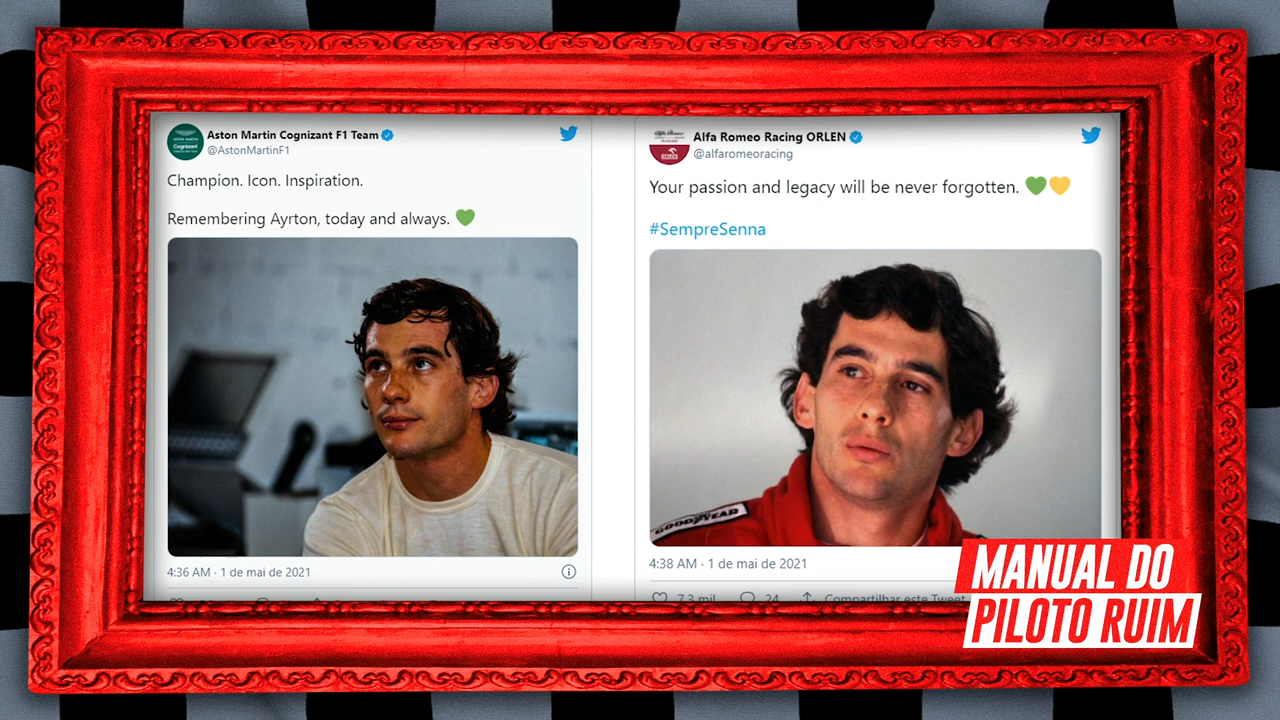 Aston Martin Cognizant F1 Team
@AstonMartinF1
Champion. Icon. Inspiration.
Remembering Ayrton, today and always. 💚
4:36 AM · 1 de mai de 2021
Alfa Romeo Racing ORLEN
@alfaromeoracing
Your passion and legacy will be never forgotten. 💚💛
#SempreSenna
GOODYEAR
4:38 AM · 1 de mai de 2021
7,3 mil 24 Compartilhar este Tweet
MANUAL DO
PILOTO RUIM